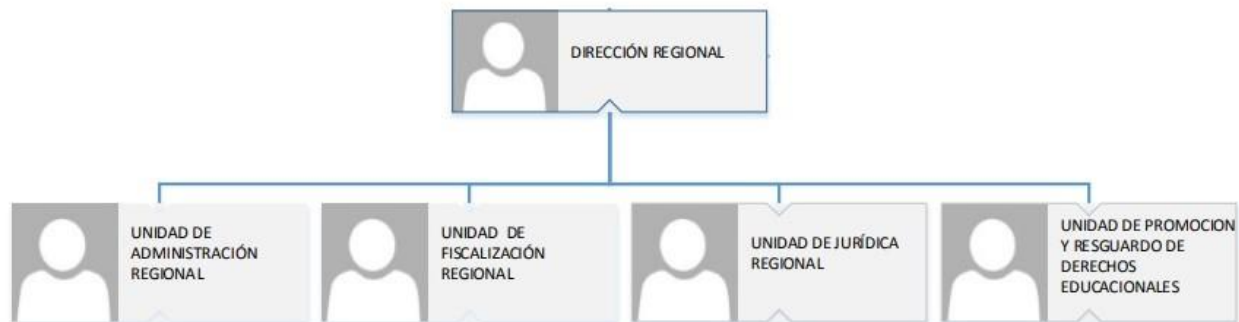 DIRECCIÓN REGIONAL
UNIDAD DE
ADMINISTRACIÓN
REGIONAL
UNIDAD DE
FISCALIZACIÓN
REGIONAL
UNIDAD DE JURÍDICA
REGIONAL
UNIDAD DE PROMOCION
Y RESGUARDO DE
DERECHOS
EDUCACIONALES